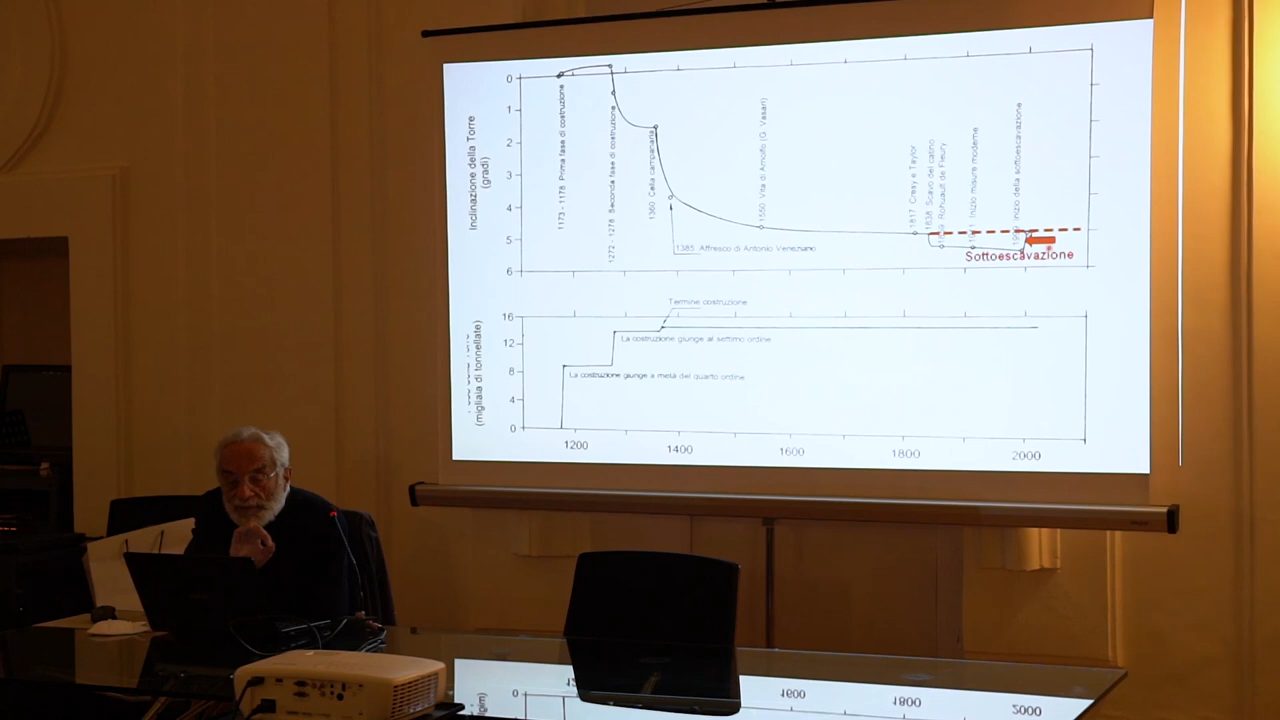 Inclinazione della Torre
(gradi)
0
1
2
3
4
5
6
1173 - 1178 Prima fase di costruzione
1272 - 1278 Seconda fase di costruzione
1360 Cella campanaria
1385 Affresco di Antonio Veneziano
1550 Vita di Arnolfo (G. Vasari)
1817 Cresy e Taylor
1838 Scavo del catino
Rohuault de Fleury
Inizio misure moderne
Inizio della sottoescavazione
Sottoescavazione
(migliaia di tonnellate)
16
12
8
4
0
Termine costruzione
La costruzione giunge al settimo ordine
La costruzione giunge a metà del quarto ordine
1200
1400
1600
1800
2000
0
1600
1800
2000